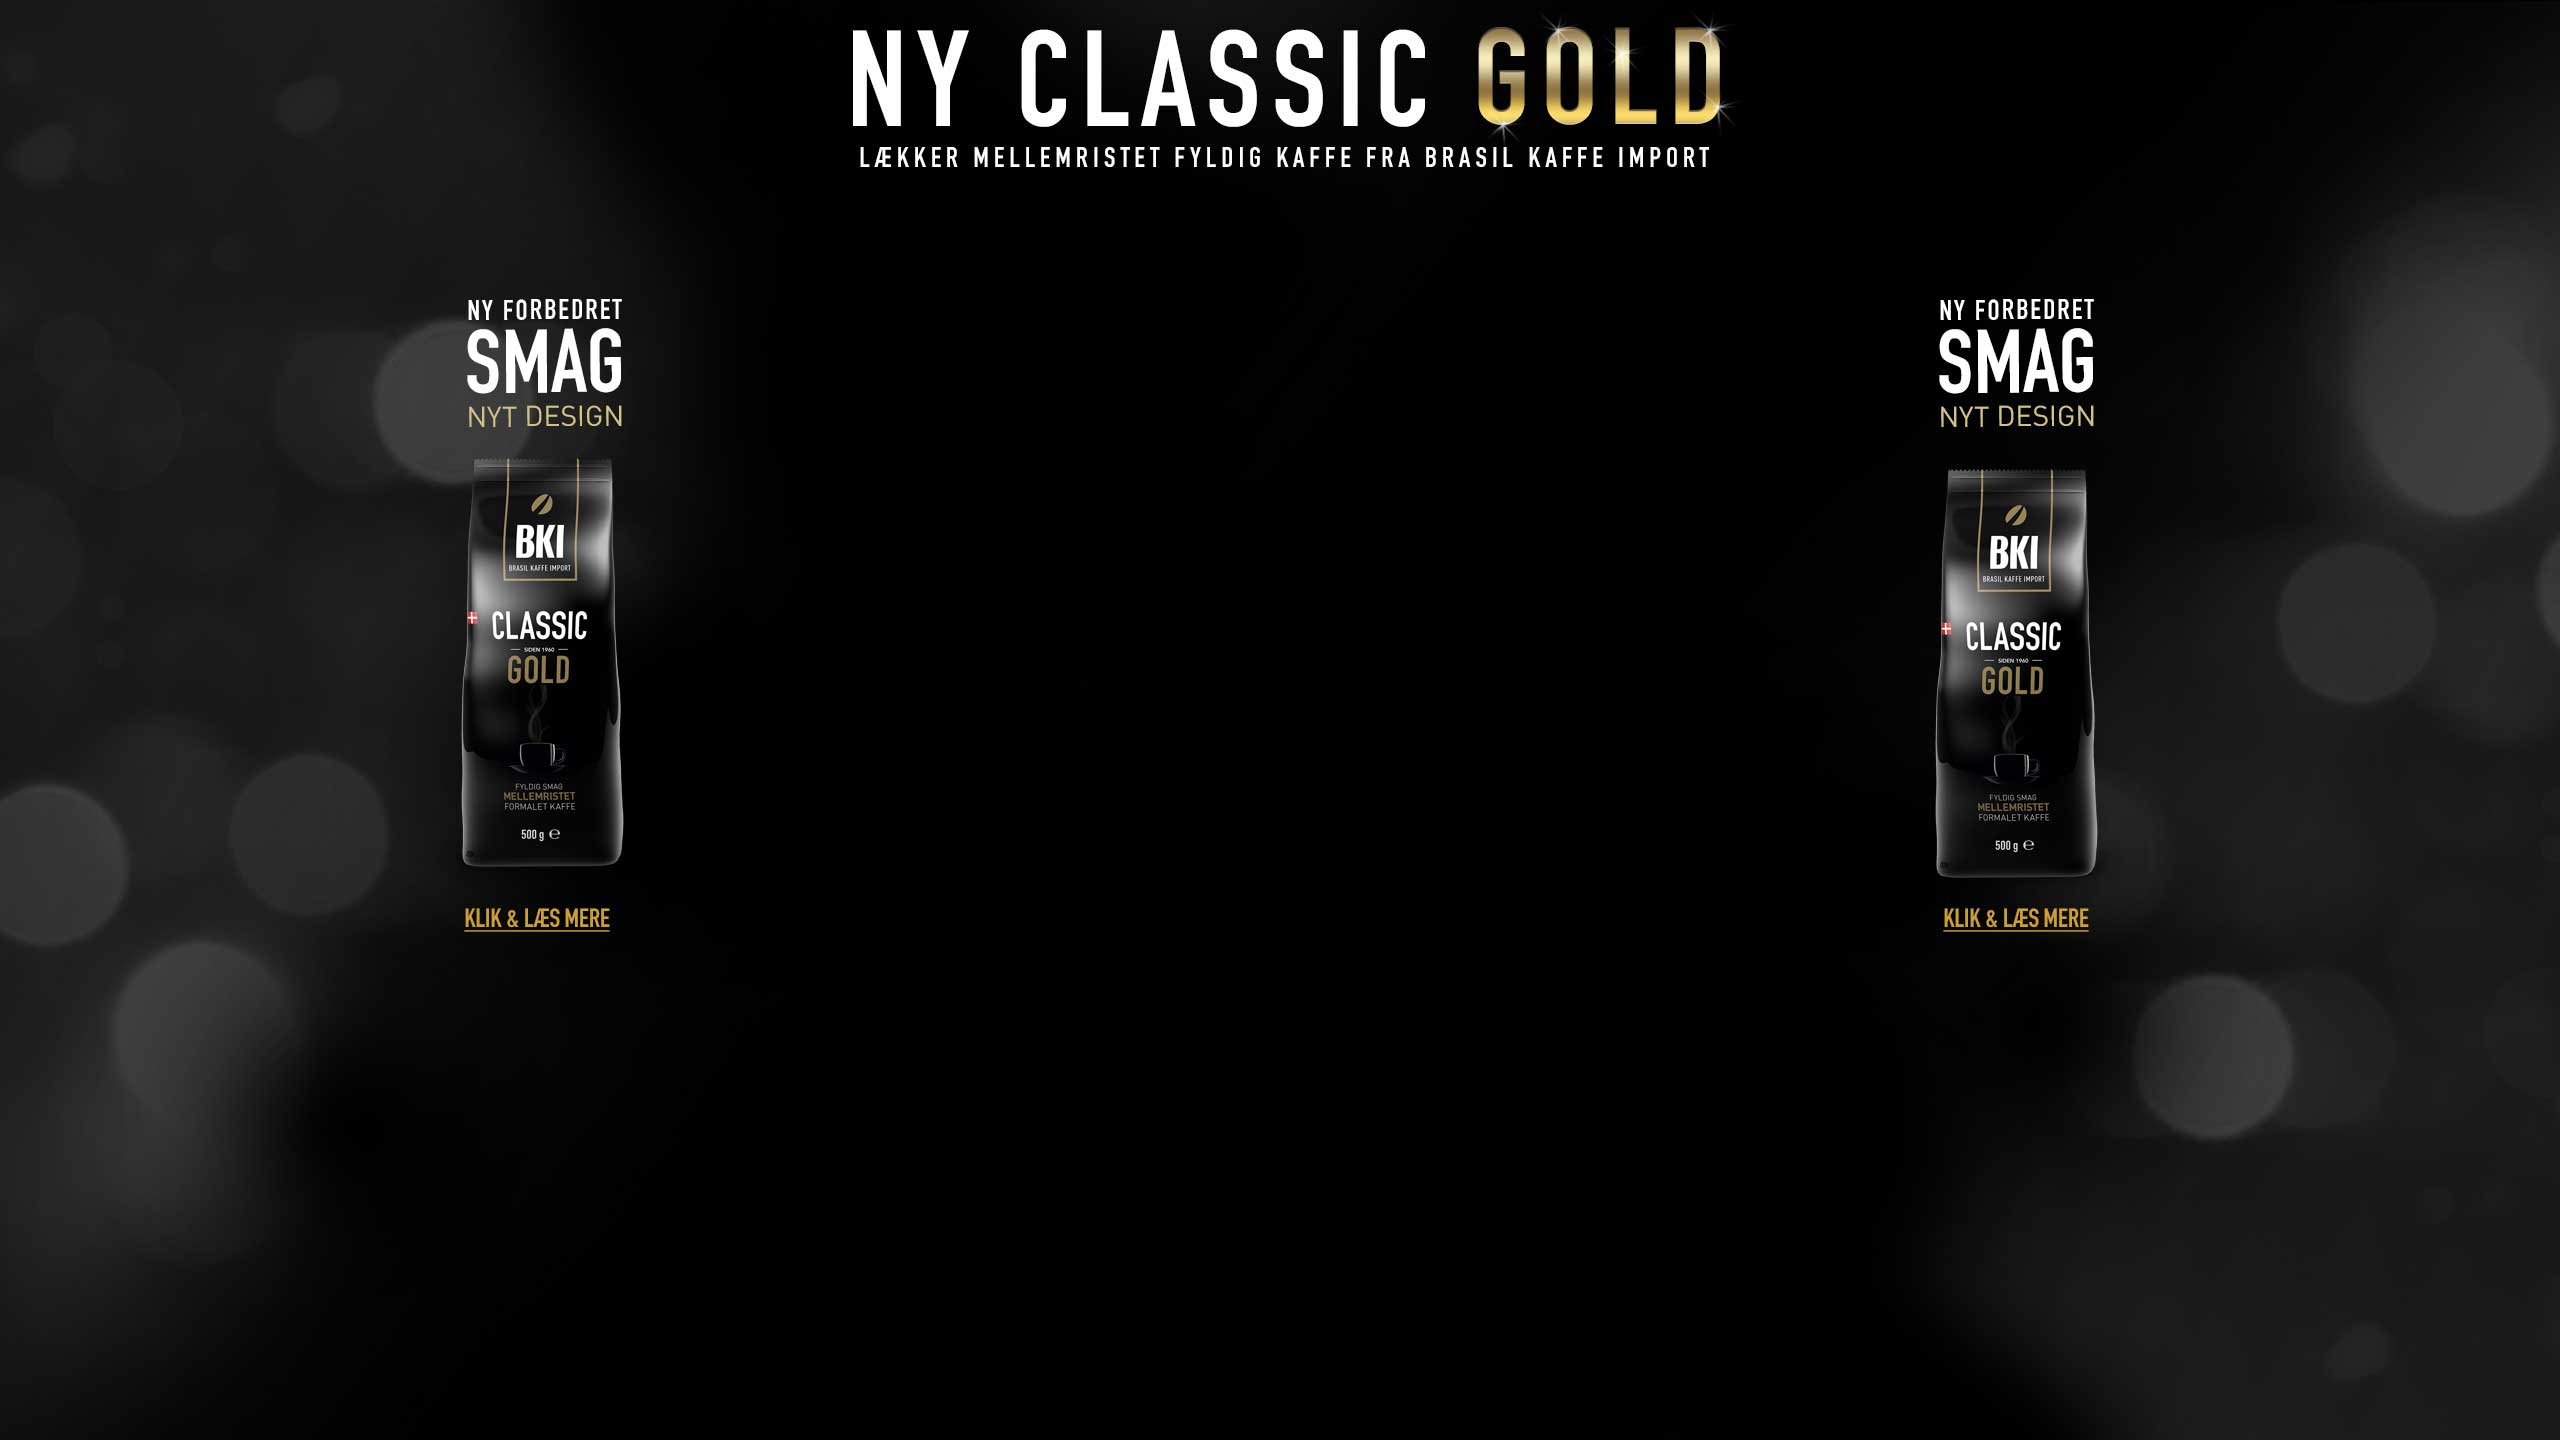 NY CLASSIC GOLD
LÆKKER MELLEMRISTET FYLDIG KAFFE FRA BRASIL KAFFE IMPORT
NY FORBEDRET
SMAG
NYT DESIGN
BKI
BRASIL KAFFE IMPORT
CLASSIC
SIDEN 1960
GOLD
FYLDIG SMAG
MELLEMRISTET
FORMALET KAFFE
500 g ℮
KLIK & LÆS MERE
NY FORBEDRET
SMAG
NYT DESIGN
BKI
BRASIL KAFFE IMPORT
CLASSIC
SIDEN 1960
GOLD
FYLDIG SMAG
MELLEMRISTET
FORMALET KAFFE
500 g ℮
KLIK & LÆS MERE